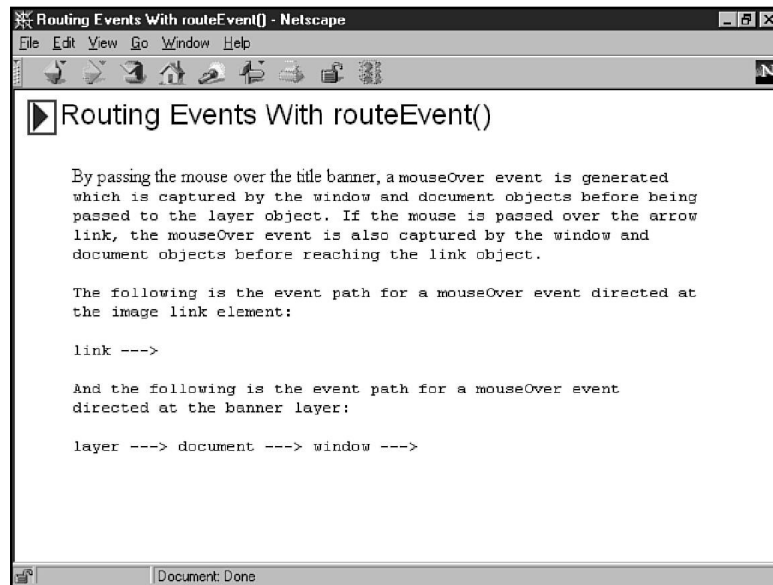 Routing Events With routeEvent() - Netscape
File Edit View Go Window Help
N
Routing Events With routeEvent()
By passing the mouse over the title banner, a mouseOver event is generated
which is captured by the window and document objects before being
passed to the layer object. If the mouse is passed over the arrow
link, the mouseOver event is also captured by the window and
document objects before reaching the link object.
The following is the event path for a mouseOver event directed at
the image link element:
link --->
And the following is the event path for a mouseOver event
directed at the banner layer:
layer ---> document ---> window --->
Document: Done